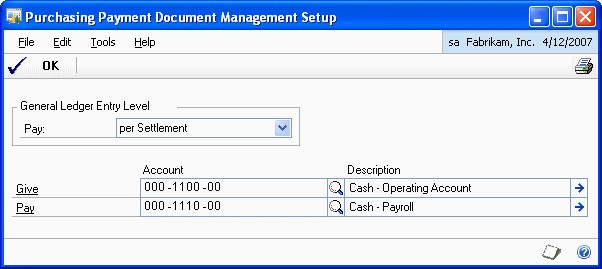 Purchasing Payment Document Management Setup
File Edit Tools Help sa Fabrikam, Inc. 4/12/2007
OK
General Ledger Entry Level
Pay: per Settlement
Account Description
Give 000 -1100 -00 Cash - Operating Account
Pay 000 -1110 -00 Cash - Payroll